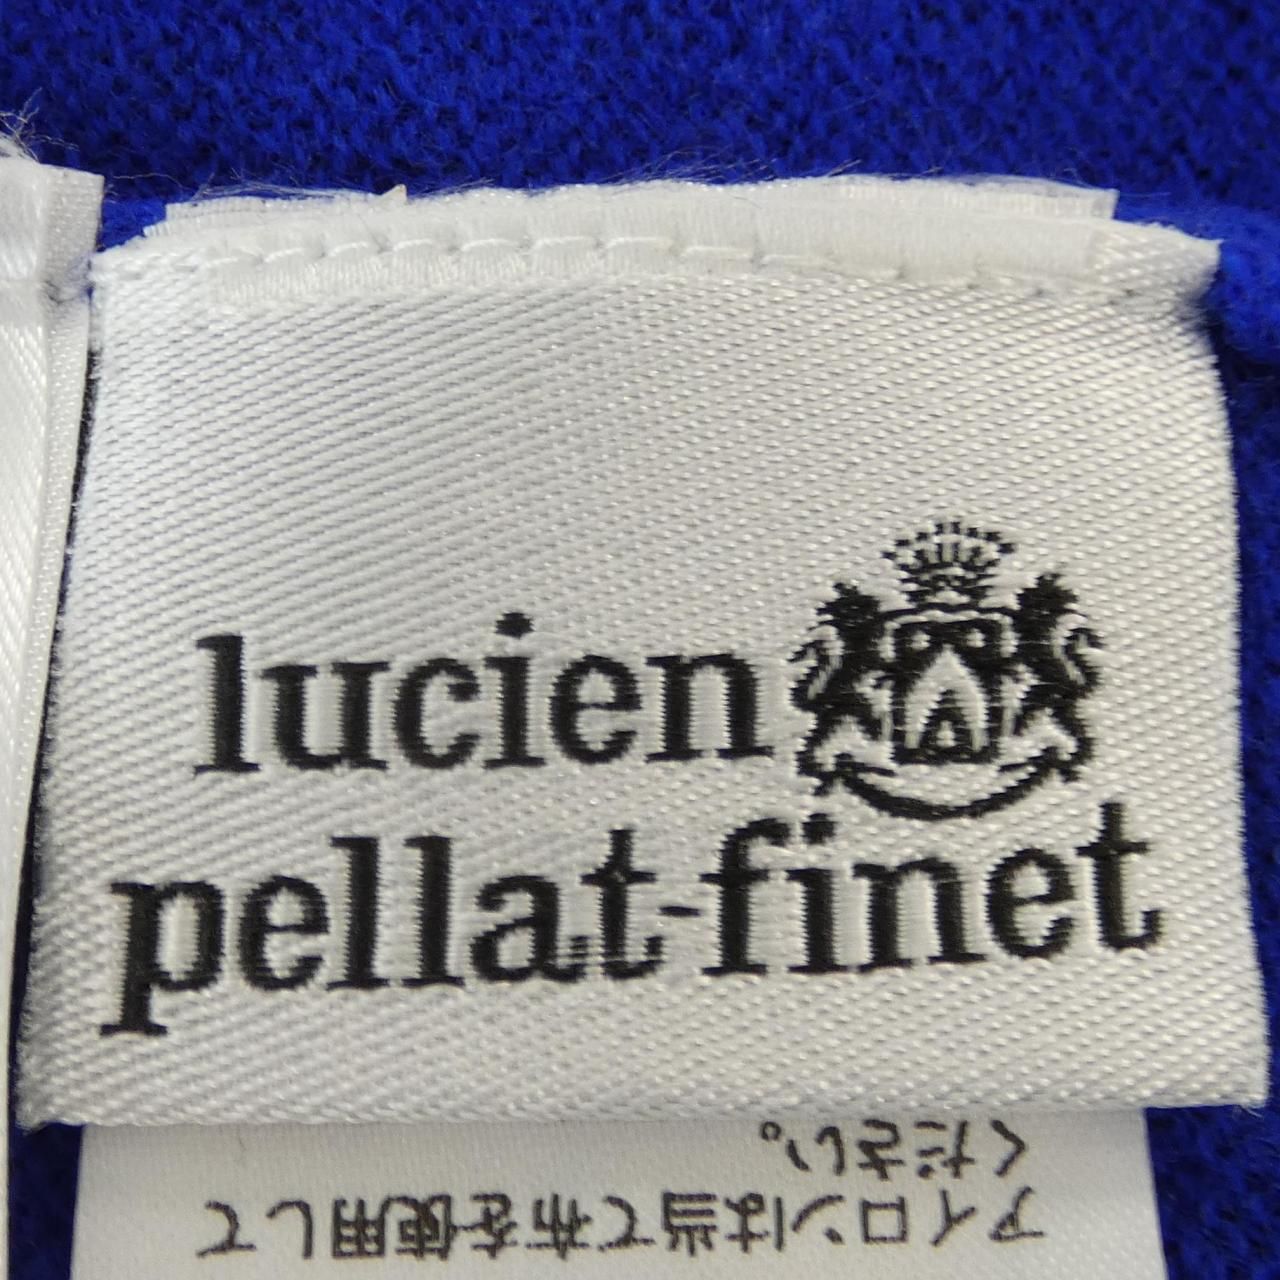 lucien
pellat-finet
アイロンは当て布を使用して
ください。